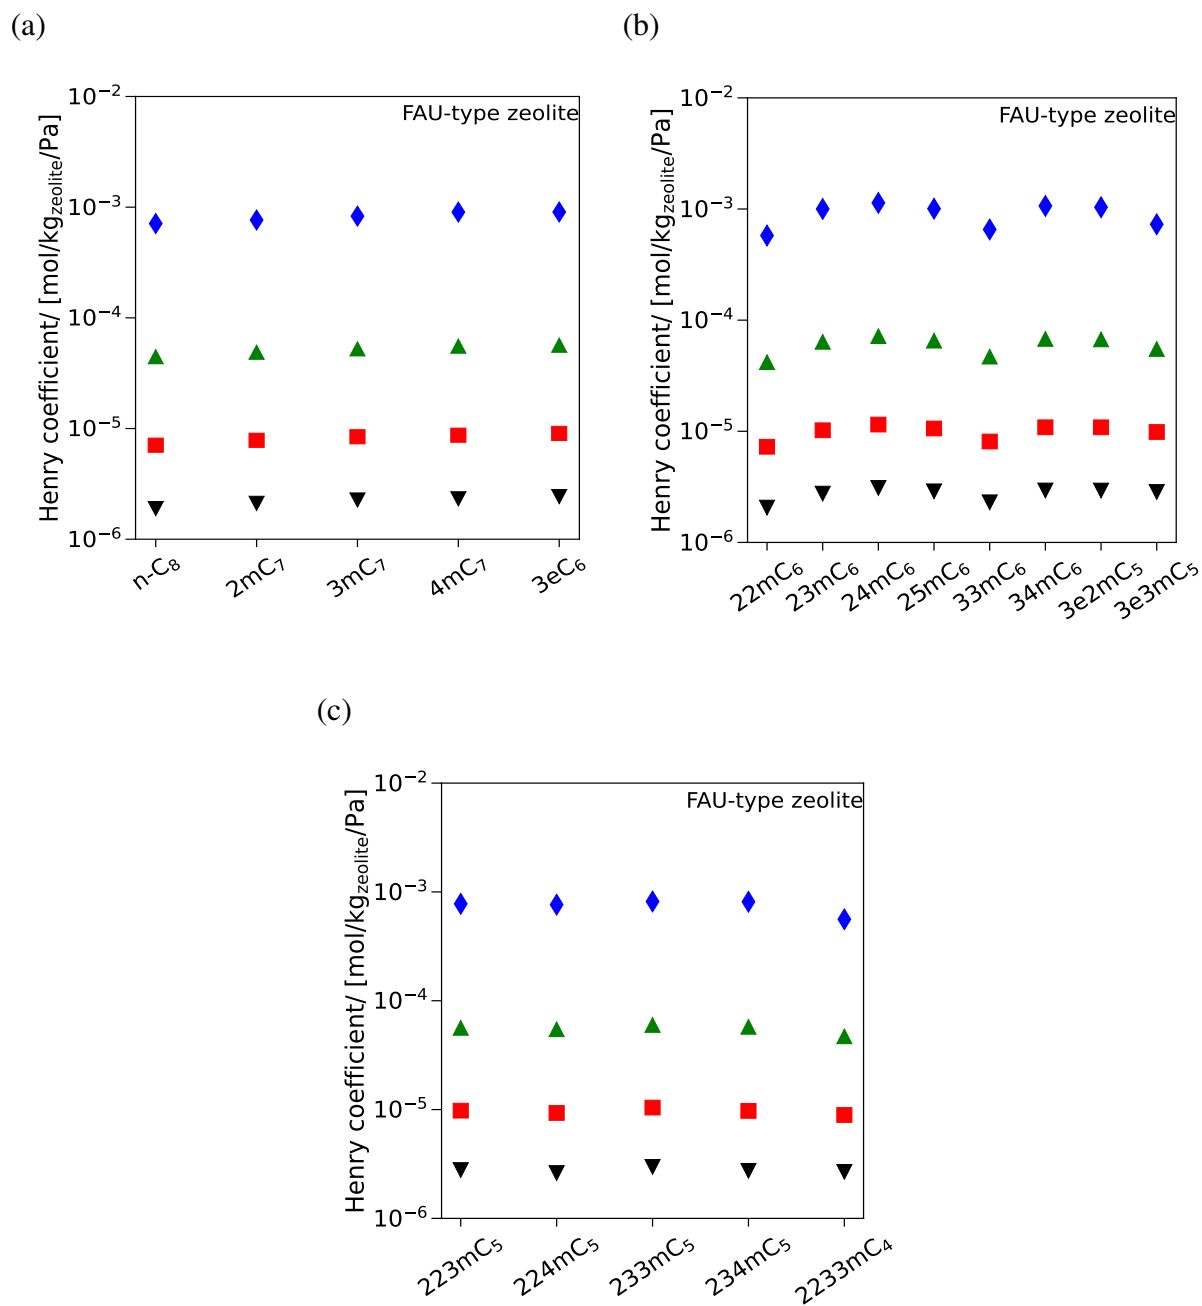 (a)
FAU-type zeolite
Henry coefficient/ [mol/kg_zeolite/Pa]
10⁻²
10⁻³
10⁻⁴
10⁻⁵
10⁻⁶
n-C₈ 2mC₇ 3mC₇ 4mC₇ 3eC₆
(b)
FAU-type zeolite
Henry coefficient/ [mol/kg_zeolite/Pa]
10⁻²
10⁻³
10⁻⁴
10⁻⁵
10⁻⁶
22mC₆ 23mC₆ 24mC₆ 25mC₆ 33mC₆ 34mC₆ 3e2mC₅ 3e3mC₅
(c)
FAU-type zeolite
Henry coefficient/ [mol/kg_zeolite/Pa]
10⁻²
10⁻³
10⁻⁴
10⁻⁵
10⁻⁶
223mC₅ 224mC₅ 233mC₅ 234mC₅ 2233mC₄